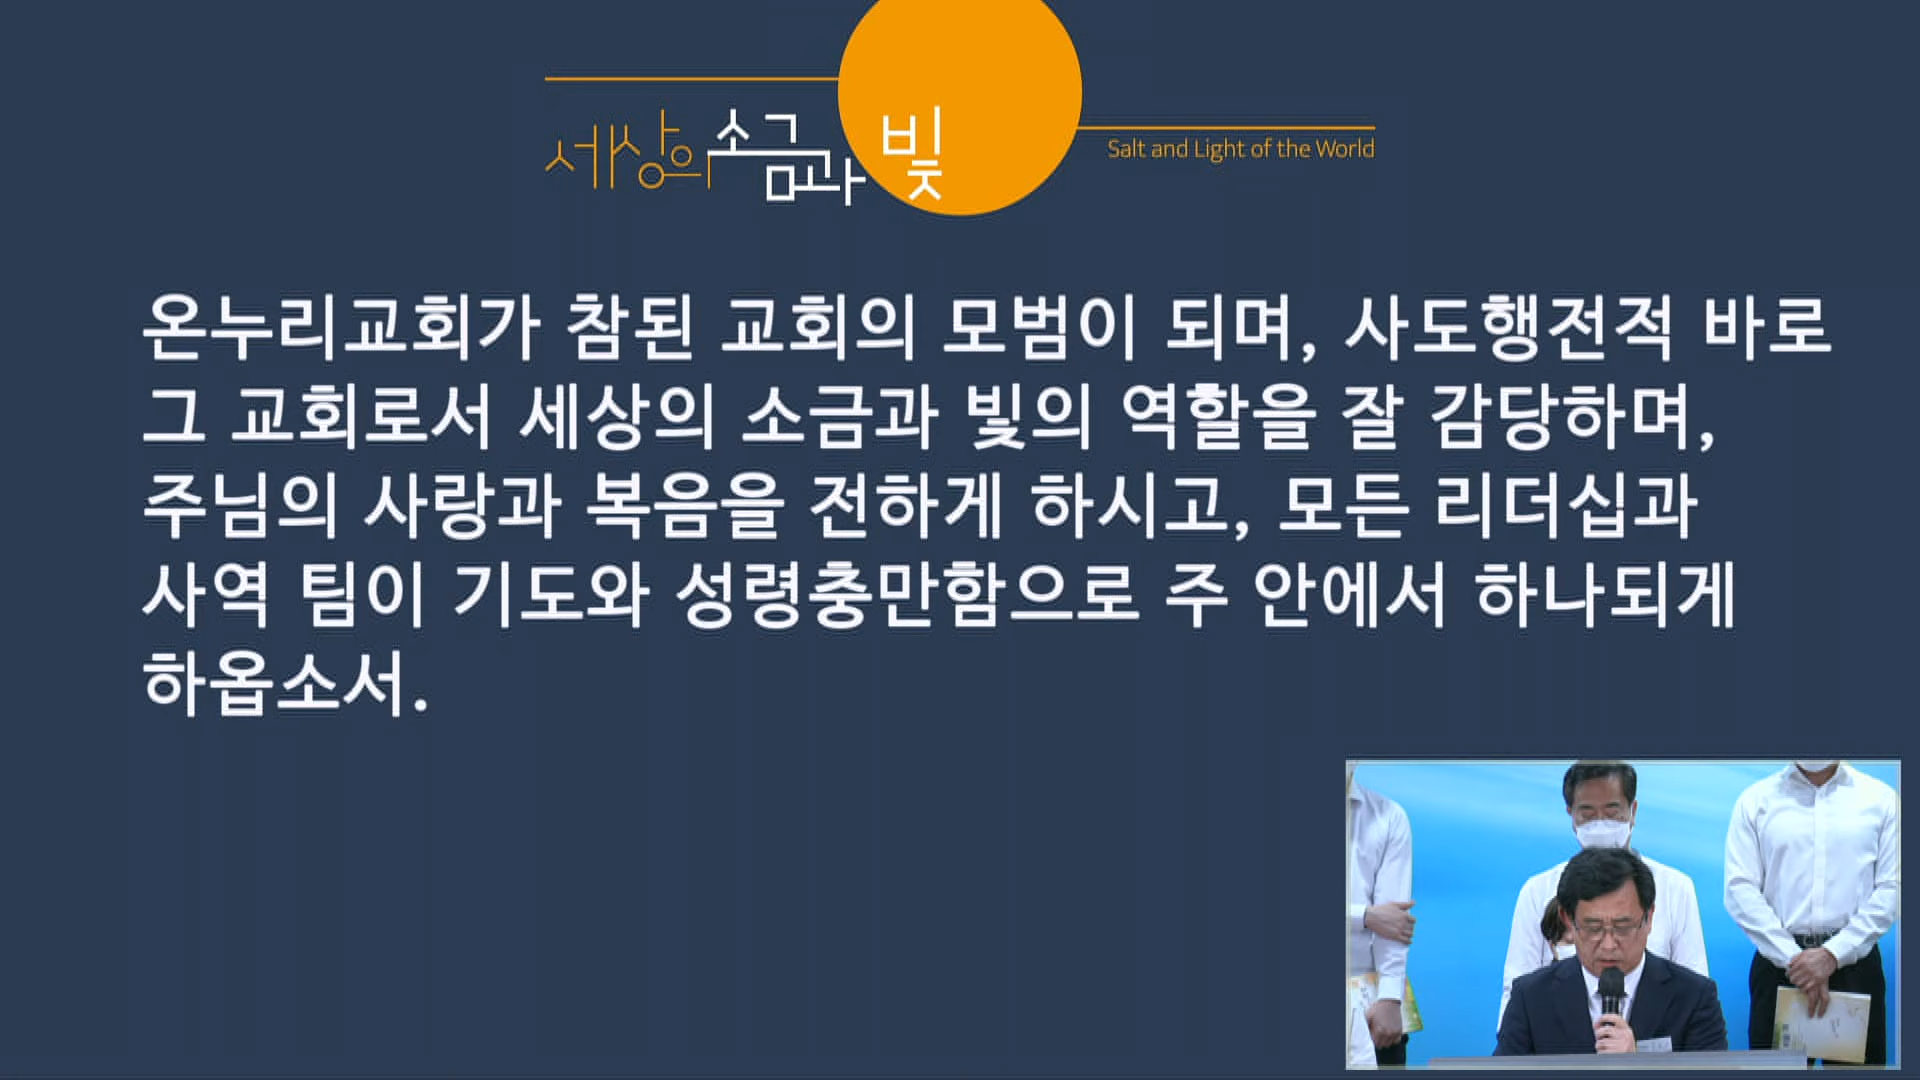 세상의 소금과 빛
Salt and Light of the World
온누리교회가 참된 교회의 모범이 되며, 사도행전적 바로
그 교회로서 세상의 소금과 빛의 역할을 잘 감당하며,
주님의 사랑과 복음을 전하게 하시고, 모든 리더십과
사역 팀이 기도와 성령충만함으로 주 안에서 하나되게
하옵소서.